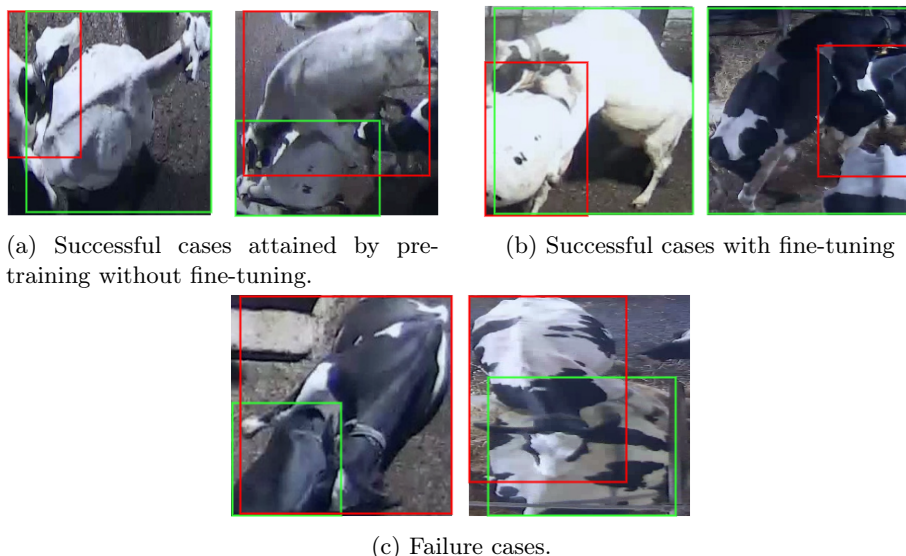 (a) Successful cases attained by pre-
training without fine-tuning.
(b) Successful cases with fine-tuning
(c) Failure cases.